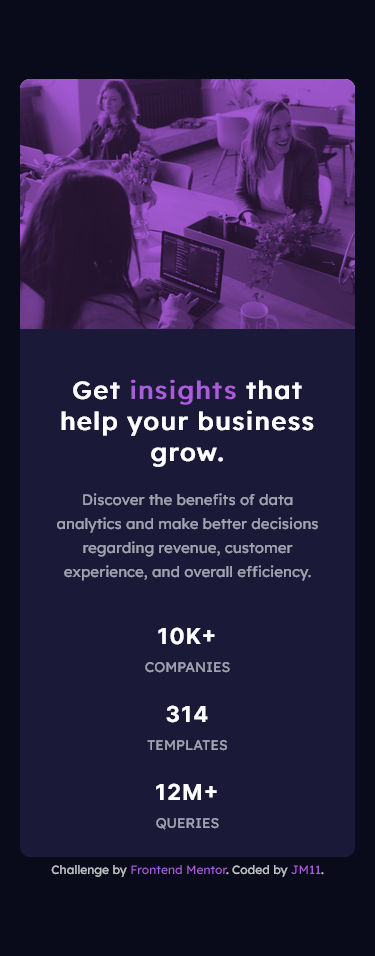 Get insights that
help your business
grow.
Discover the benefits of data
analytics and make better decisions
regarding revenue, customer
experience, and overall efficiency.
10K+
COMPANIES
314
TEMPLATES
12M+
QUERIES
Challenge by Frontend Mentor. Coded by JM11.